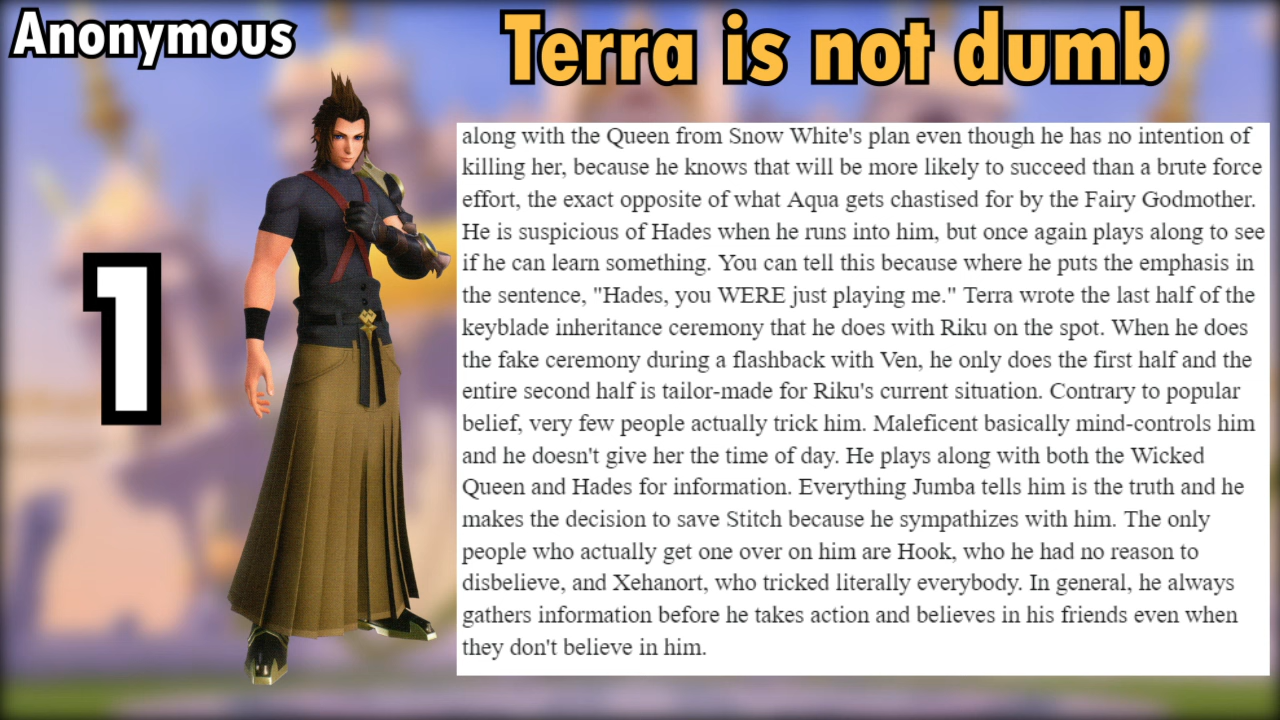 Anonymous
Terra is not dumb
1
along with the Queen from Snow White's plan even though he has no intention of
killing her, because he knows that will be more likely to succeed than a brute force
effort, the exact opposite of what Aqua gets chastised for by the Fairy Godmother.
He is suspicious of Hades when he runs into him, but once again plays along to see
if he can learn something. You can tell this because where he puts the emphasis in
the sentence, "Hades, you WERE just playing me." Terra wrote the last half of the
keyblade inheritance ceremony that he does with Riku on the spot. When he does
the fake ceremony during a flashback with Ven, he only does the first half and the
entire second half is tailor-made for Riku's current situation. Contrary to popular
belief, very few people actually trick him. Maleficent basically mind-controls him
and he doesn't give her the time of day. He plays along with both the Wicked
Queen and Hades for information. Everything Jumba tells him is the truth and he
makes the decision to save Stitch because he sympathizes with him. The only
people who actually get one over on him are Hook, who he had no reason to
disbelieve, and Xehanort, who tricked literally everybody. In general, he always
gathers information before he takes action and believes in his friends even when
they don't believe in him.